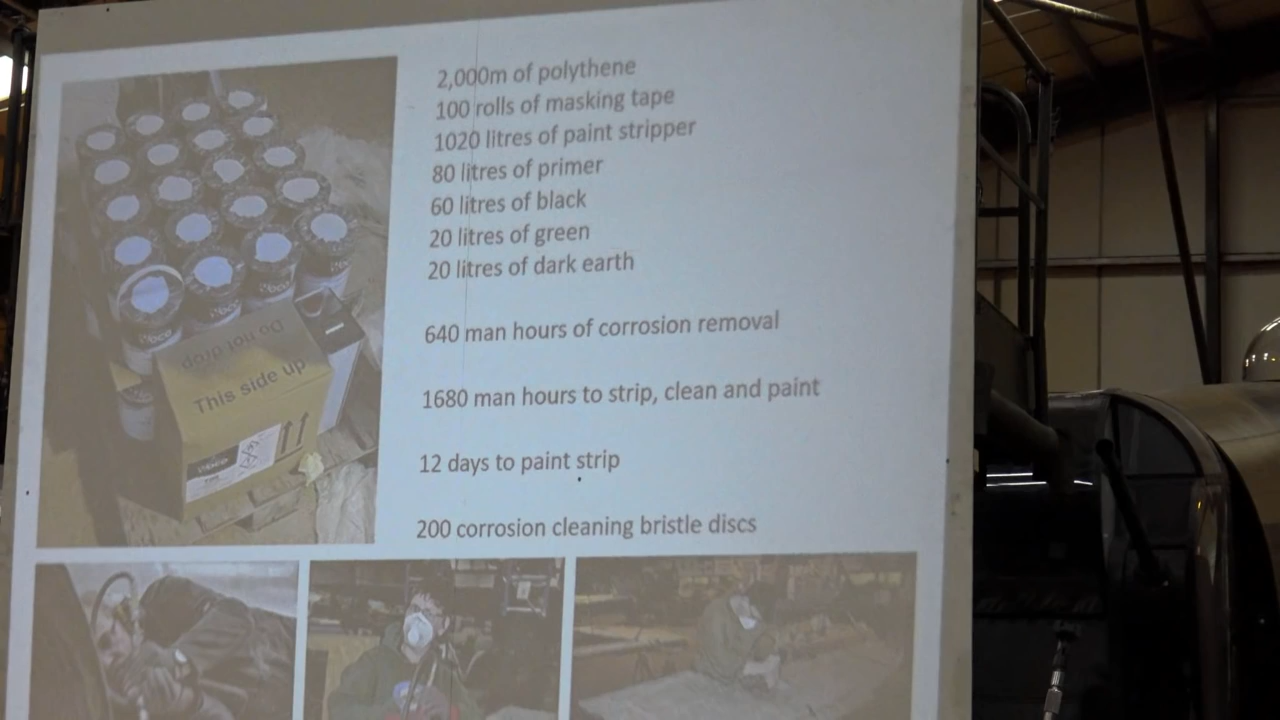 2,000m of polythene
100 rolls of masking tape
1020 litres of paint stripper
80 litres of primer
60 litres of black
20 litres of green
20 litres of dark earth
640 man hours of corrosion removal
1680 man hours to strip, clean and paint
12 days to paint strip
200 corrosion cleaning bristle discs
Do not drop
This side up